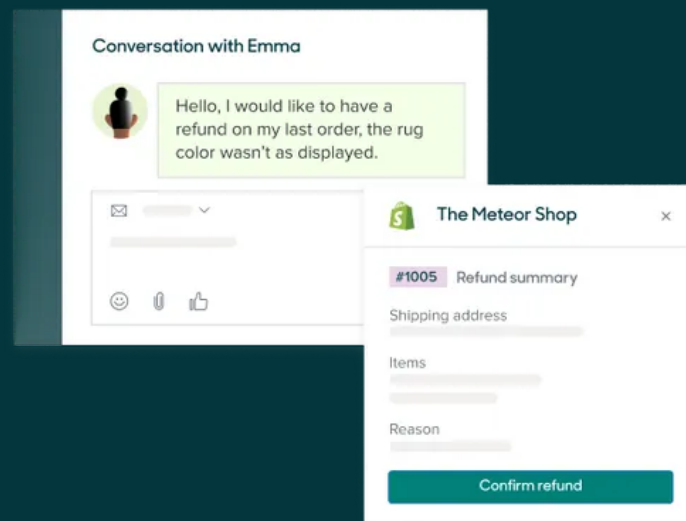 Conversation with Emma
Hello, I would like to have a
refund on my last order, the rug
color wasn't as displayed.
The Meteor Shop
#1005 Refund summary
Shipping address
Items
Reason
Confirm refund